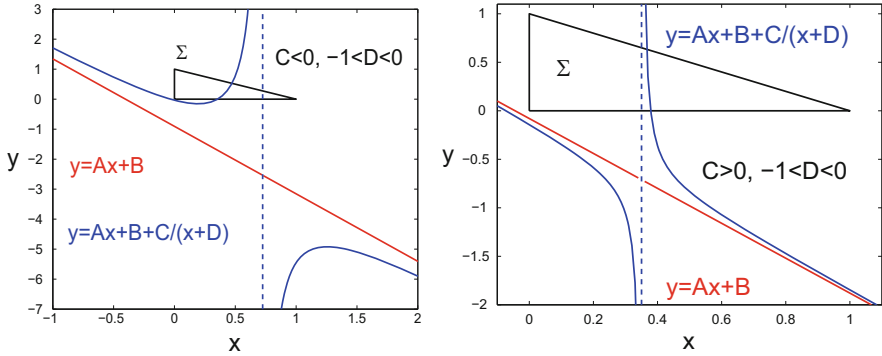 3
2
1
0
−1
−2
−3
−4
−5
−6
−7
y
Σ
C<0, −1<D<0
y=Ax+B
y=Ax+B+C/(x+D)
−1 −0.5 0 0.5 1 1.5 2
x
1
0.5
0
−0.5
−1
−1.5
−2
y
y=Ax+B+C/(x+D)
Σ
C>0, −1<D<0
y=Ax+B
0 0.2 0.4 0.6 0.8 1
x